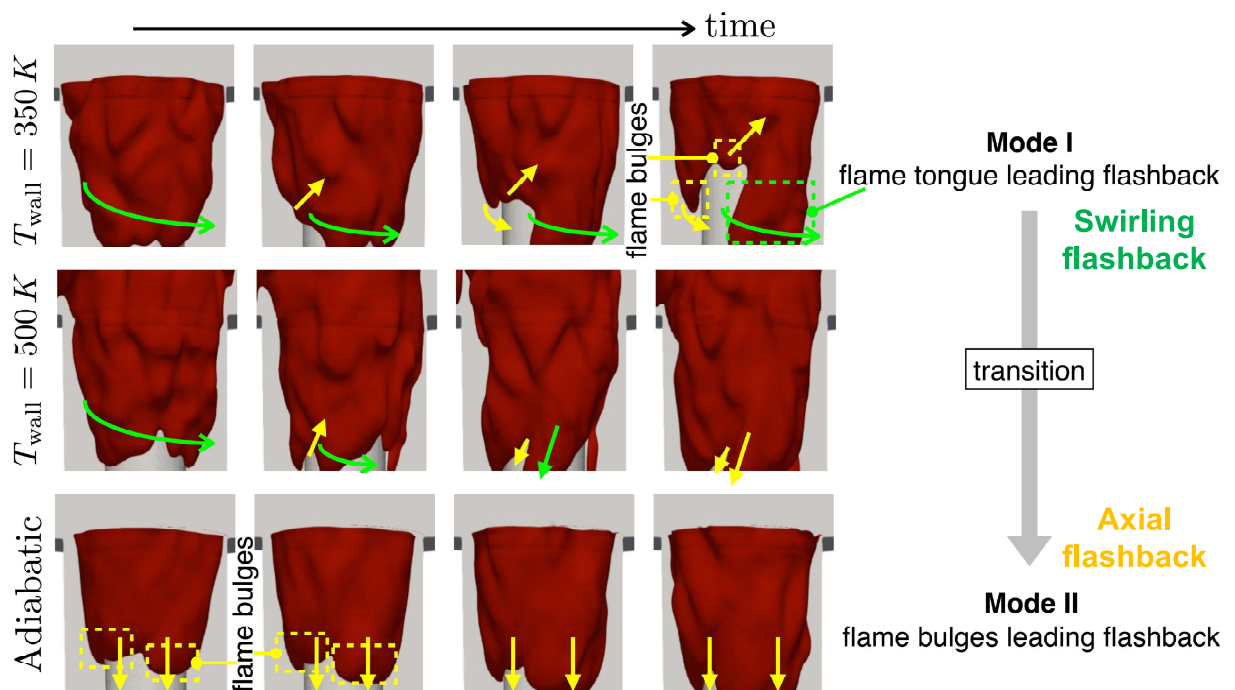 time
T_wall = 350 K
flame bulges
Mode I
flame tongue leading flashback
Swirling
flashback
T_wall = 500 K
transition
Adiabatic
flame bulges
Axial
flashback
Mode II
flame bulges leading flashback